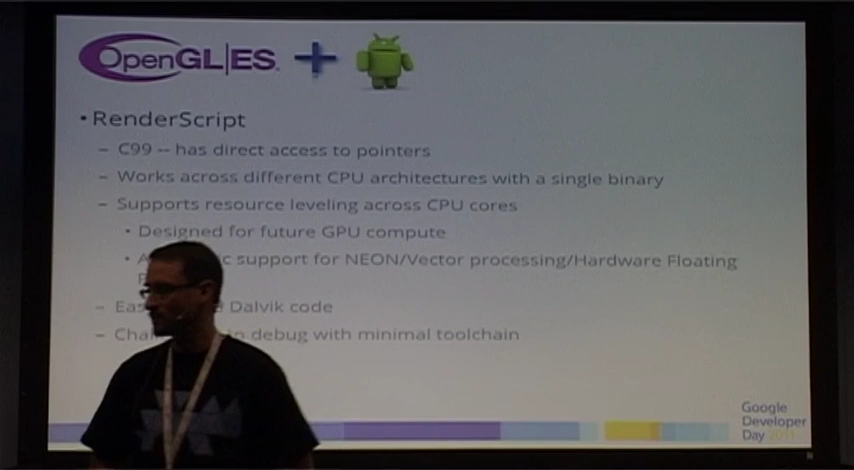 OpenGL|ES.
• RenderScript
– C99 -- has direct access to pointers
– Works across different CPU architectures with a single binary
– Supports resource leveling across CPU cores
• Designed for future GPU compute
• support for NEON/Vector processing/Hardware Floating
– Dalvik code
– in debug with minimal toolchain
Google
Developer
Day 2011